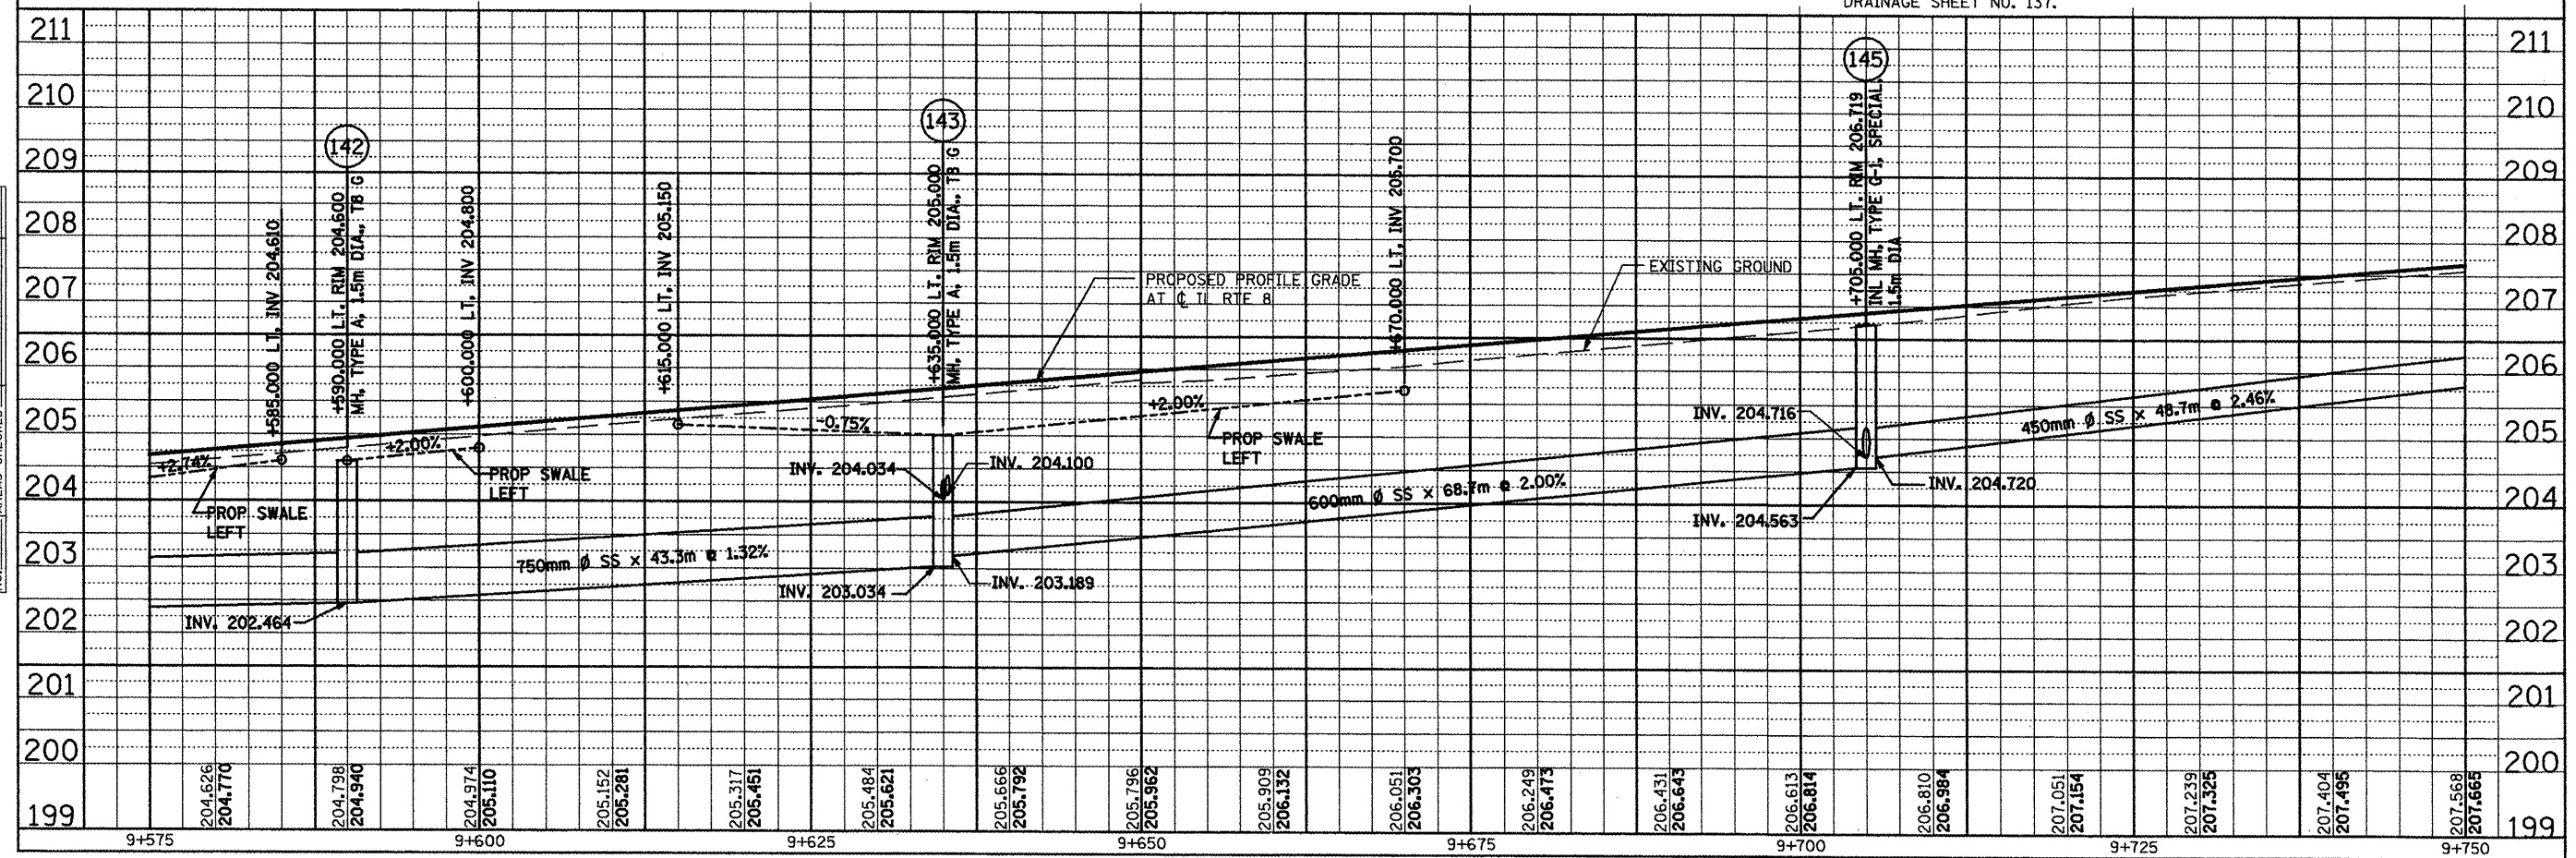 DRAINAGE SHEET NO. 137.
211
210
209
208
207
206
205
204
203
202
201
200
199
211
210
209
208
207
206
205
204
203
202
201
200
199
+585.000 LT, INV 204.610
142
+590.000 LT. RIM 204.600
MH, TYPE A, 1.5m DIA., T8 G
+600.000 LT, INV 204.800
+615.000 LT, INV 205.150
143
+635.000 LT. RIM 205.000
MH, TYPE A, 1.5m DIA., T8 G
+670.000 LT, INV 205.700
145
+705.000 LT. RIM 206.719
INL MH, TYPE G-1, SPECIAL,
1.5m DIA
PROPOSED PROFILE GRADE
AT ℄ IL RTE 8
EXISTING GROUND
+2.74%
PROP SWALE
LEFT
+2.00%
PROP SWALE
LEFT
-0.75%
+2.00%
PROP SWALE
LEFT
INV. 204.034
INV. 204.100
INV. 204.716
450mm Ø SS × 48.7m @ 2.46%
INV. 204.720
600mm Ø SS × 68.7m @ 2.00%
INV. 204.563
750mm Ø SS × 43.3m @ 1.32%
INV. 203.034
INV. 203.189
INV. 202.464
204.626
204.770
204.798
204.940
204.974
205.110
205.152
205.281
205.317
205.451
205.484
205.621
205.666
205.792
205.796
205.962
205.909
206.132
206.051
206.303
206.249
206.473
206.431
206.643
206.613
206.814
206.810
206.984
207.051
207.154
207.239
207.325
207.404
207.495
207.568
207.665
9+575
9+600
9+625
9+650
9+675
9+700
9+725
9+750